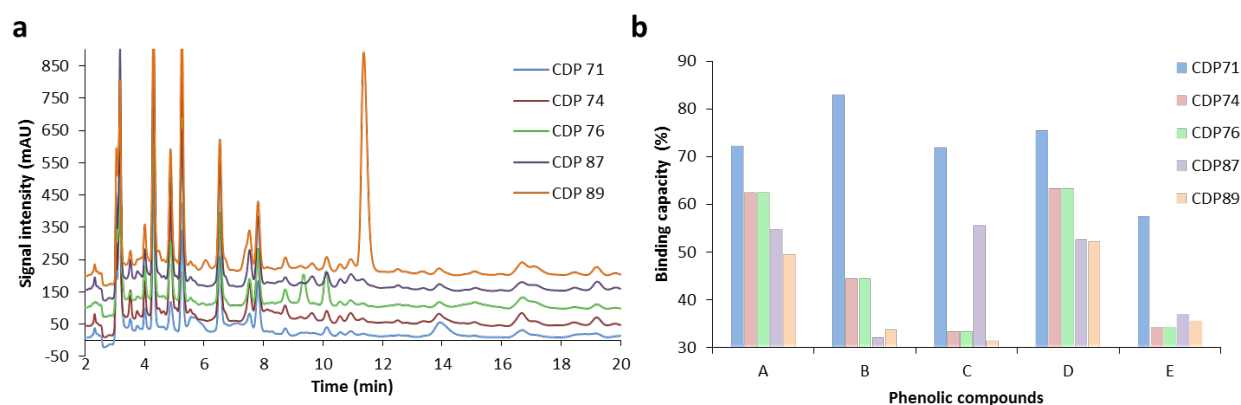 a
Signal intensity (mAU)
850
750
650
550
450
350
250
150
50
-50
2 4 6 8 10 12 14 16 18 20
Time (min)
CDP 71
CDP 74
CDP 76
CDP 87
CDP 89
b
Binding capacity (%)
90
80
70
60
50
40
30
A B C D E
Phenolic compounds
CDP71
CDP74
CDP76
CDP87
CDP89